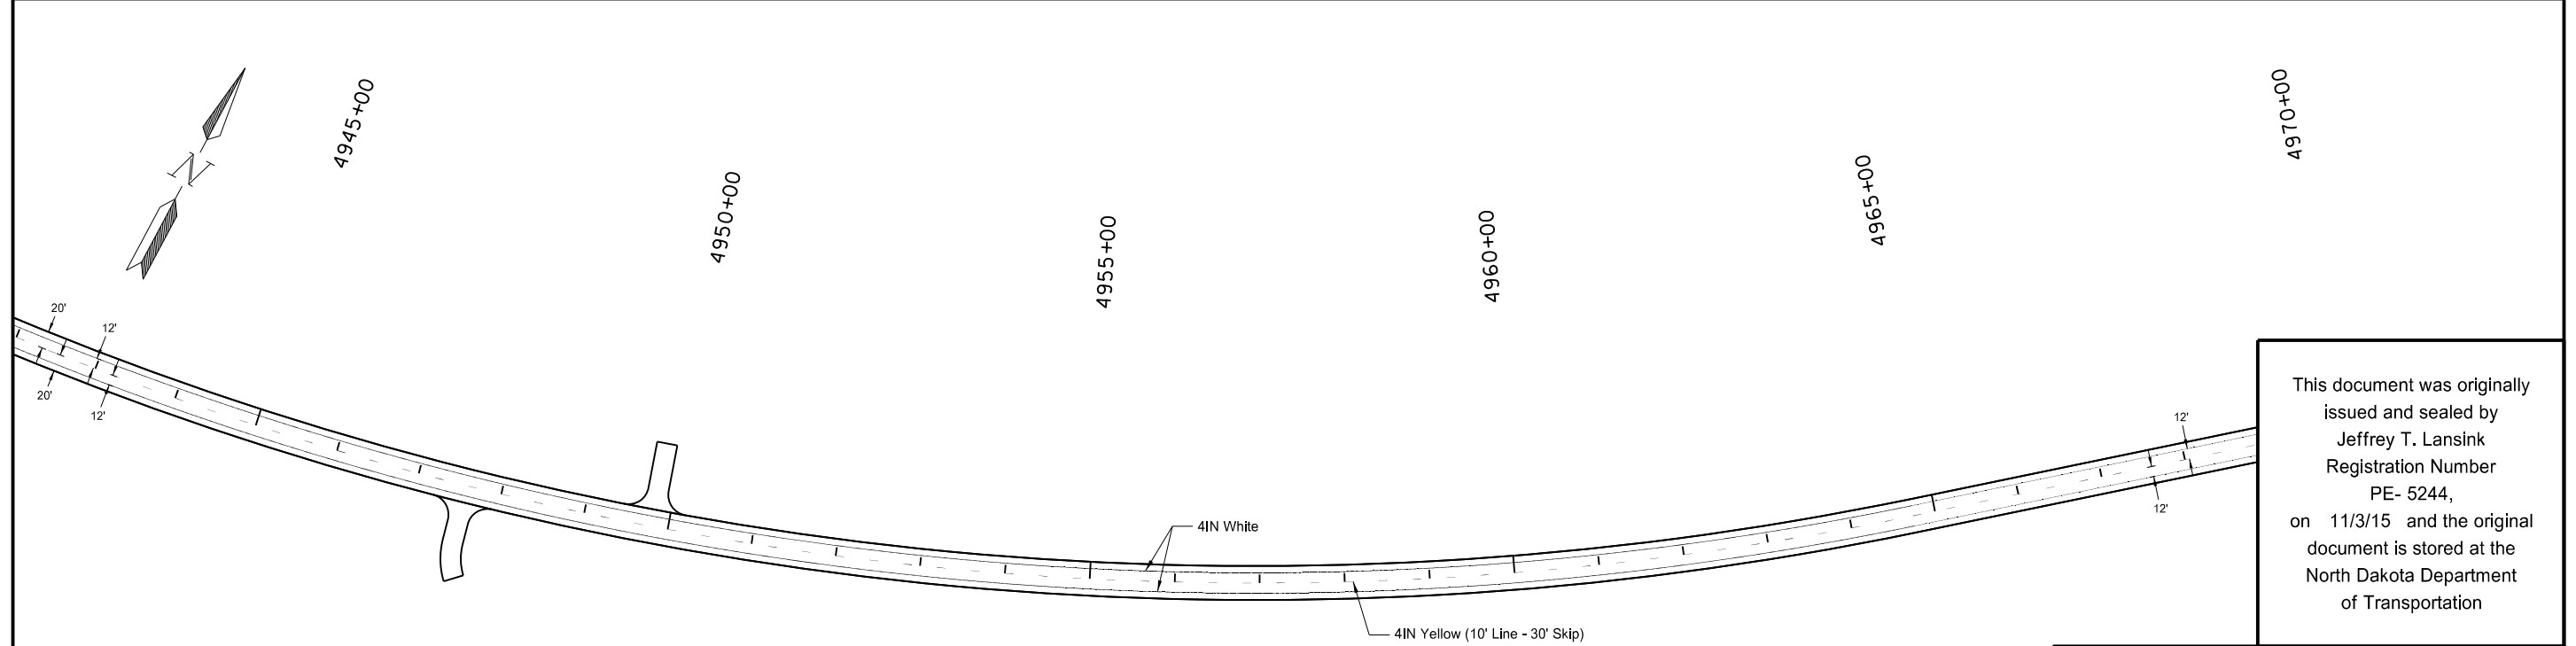 4945+00
4950+00
4955+00
4960+00
4965+00
4970+00
N
20'
12'
20'
12'
4IN White
4IN Yellow (10' Line - 30' Skip)
12'
12'
This document was originally
issued and sealed by
Jeffrey T. Lansink
Registration Number
PE- 5244,
on 11/3/15 and the original
document is stored at the
North Dakota Department
of Transportation